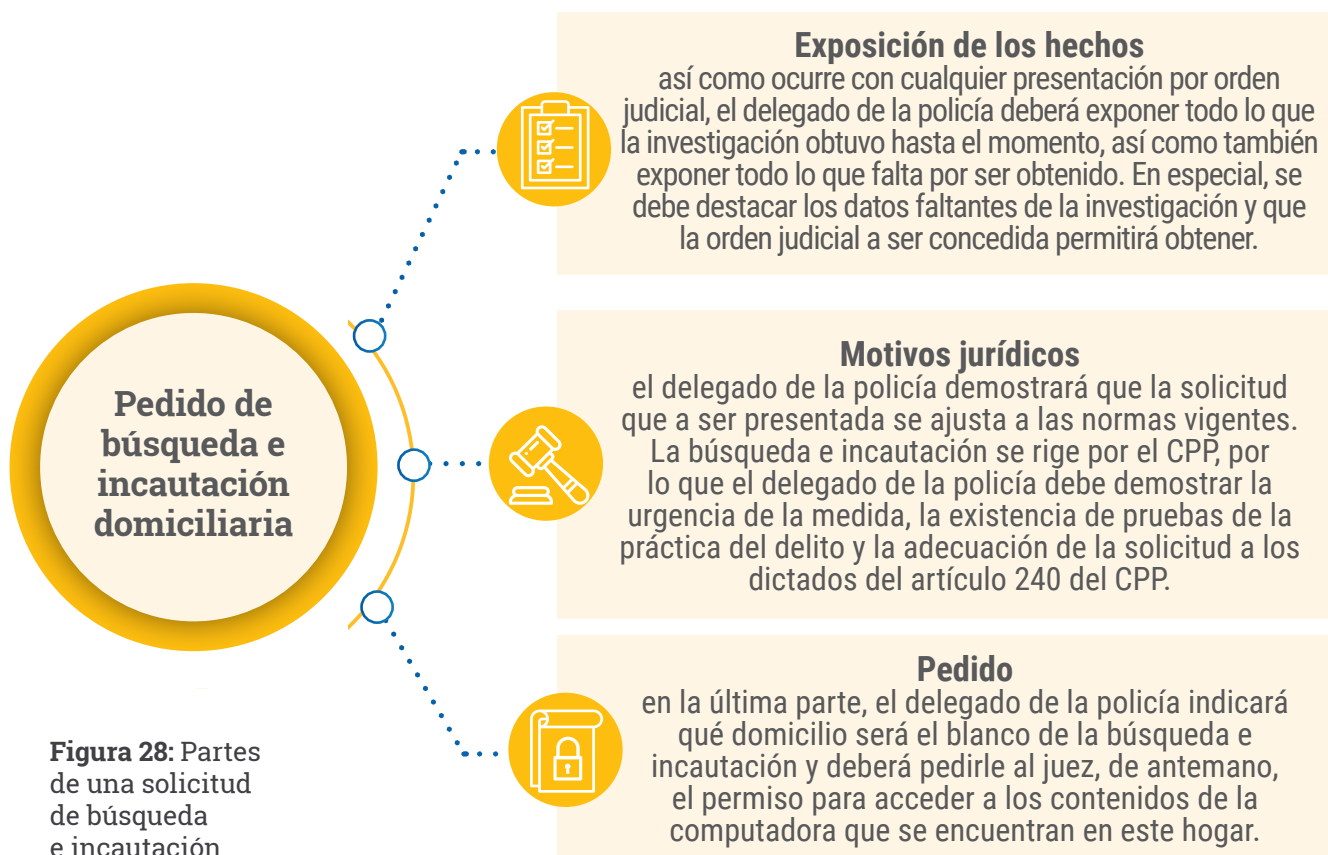 Exposición de los hechos
así como ocurre con cualquier presentación por orden
judicial, el delegado de la policía deberá exponer todo lo que
la investigación obtuvo hasta el momento, así como también
exponer todo lo que falta por ser obtenido. En especial, se
debe destacar los datos faltantes de la investigación y que
la orden judicial a ser concedida permitirá obtener.
Pedido de
búsqueda e
incautación
domiciliaria
Motivos jurídicos
el delegado de la policía demostrará que la solicitud
que a ser presentada se ajusta a las normas vigentes.
La búsqueda e incautación se rige por el CPP, por
lo que el delegado de la policía debe demostrar la
urgencia de la medida, la existencia de pruebas de la
práctica del delito y la adecuación de la solicitud a los
dictados del artículo 240 del CPP.
Pedido
en la última parte, el delegado de la policía indicará
qué domicilio será el blanco de la búsqueda e
incautación y deberá pedirle al juez, de antemano,
el permiso para acceder a los contenidos de la
computadora que se encuentran en este hogar.
Figura 28: Partes
de una solicitud
de búsqueda
e incautación